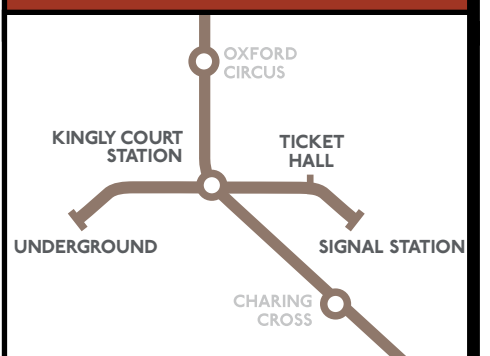 OXFORD
CIRCUS
KINGLY COURT
STATION
TICKET
HALL
UNDERGROUND
SIGNAL STATION
CHARING
CROSS